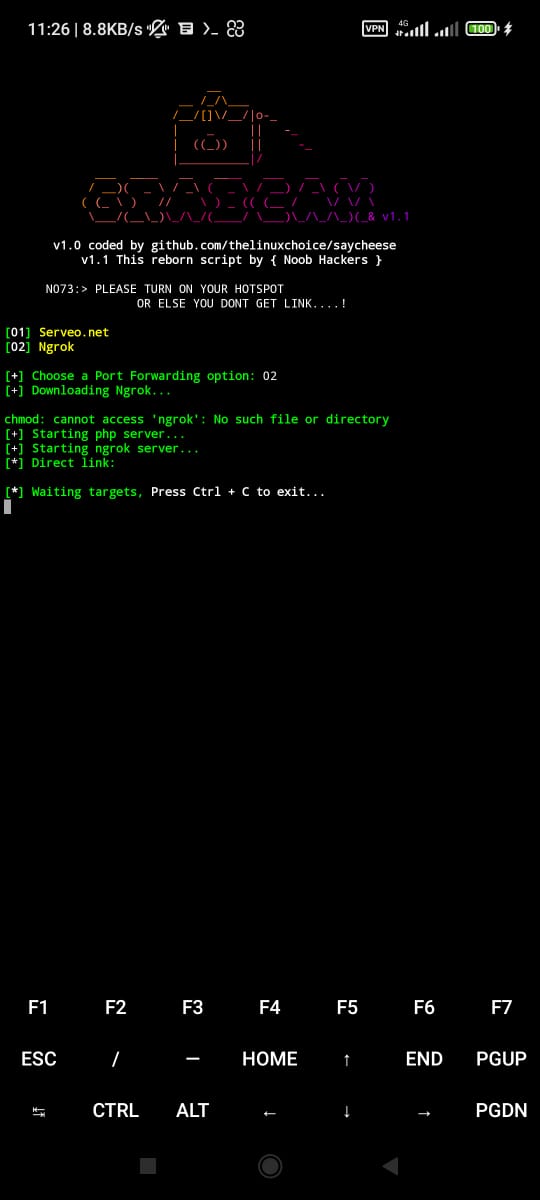 11:26 | 8.8KB/s
VPN 4G 100
v1.1
v1.0 coded by github.com/thelinuxchoice/saycheese
v1.1 This reborn script by { Noob Hackers }
N073:> PLEASE TURN ON YOUR HOTSPOT
OR ELSE YOU DONT GET LINK....!
[01] Serveo.net
[02] Ngrok
[+] Choose a Port Forwarding option: 02
[+] Downloading Ngrok...
chmod: cannot access 'ngrok': No such file or directory
[+] Starting php server...
[+] Starting ngrok server...
[*] Direct link:
[*] Waiting targets, Press Ctrl + C to exit...
F1 F2 F3 F4 F5 F6 F7
ESC / — HOME ↑ END PGUP
↹ CTRL ALT ← ↓ → PGDN